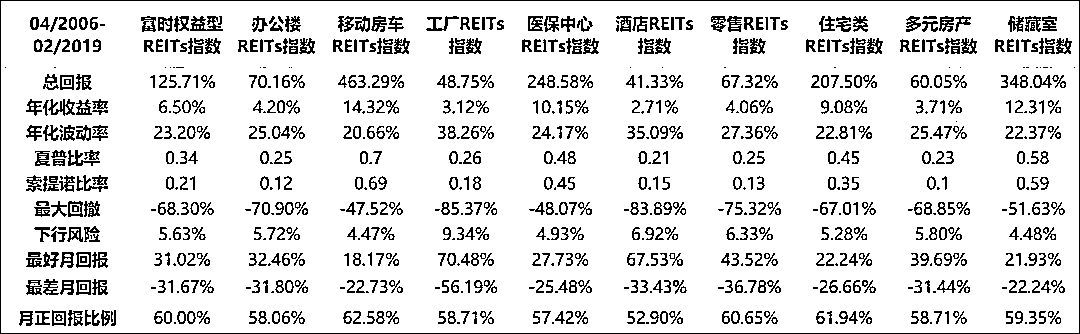 04/2006- 富时权益型 办公楼 移动房车 工厂REITs 医保中心 酒店REITs 零售REITs 住宅类 多元房产 储藏室
02/2019 REITs指数 REITs指数 REITs指数 指数 REITs指数 指数 指数 REITs指数 REITs指数 REITs指数
总回报 125.71% 70.16% 463.29% 48.75% 248.58% 41.33% 67.32% 207.50% 60.05% 348.04%
年化收益率 6.50% 4.20% 14.32% 3.12% 10.15% 2.71% 4.06% 9.08% 3.71% 12.31%
年化波动率 23.20% 25.04% 20.66% 38.26% 24.17% 35.09% 27.36% 22.81% 25.47% 22.37%
夏普比率 0.34 0.25 0.7 0.26 0.48 0.21 0.25 0.45 0.23 0.58
索提诺比率 0.21 0.12 0.69 0.18 0.45 0.15 0.13 0.35 0.1 0.59
最大回撤 -68.30% -70.90% -47.52% -85.37% -48.07% -83.89% -75.32% -67.01% -68.85% -51.63%
下行风险 5.63% 5.72% 4.47% 9.34% 4.93% 6.92% 6.33% 5.28% 5.80% 4.48%
最好月回报 31.02% 32.46% 18.17% 70.48% 27.73% 67.53% 43.52% 22.24% 39.69% 21.93%
最差月回报 -31.67% -31.80% -22.73% -56.19% -25.48% -33.43% -36.78% -26.66% -31.44% -22.24%
月正回报比例 60.00% 58.06% 62.58% 58.71% 57.42% 52.90% 60.65% 61.94% 58.71% 59.35%